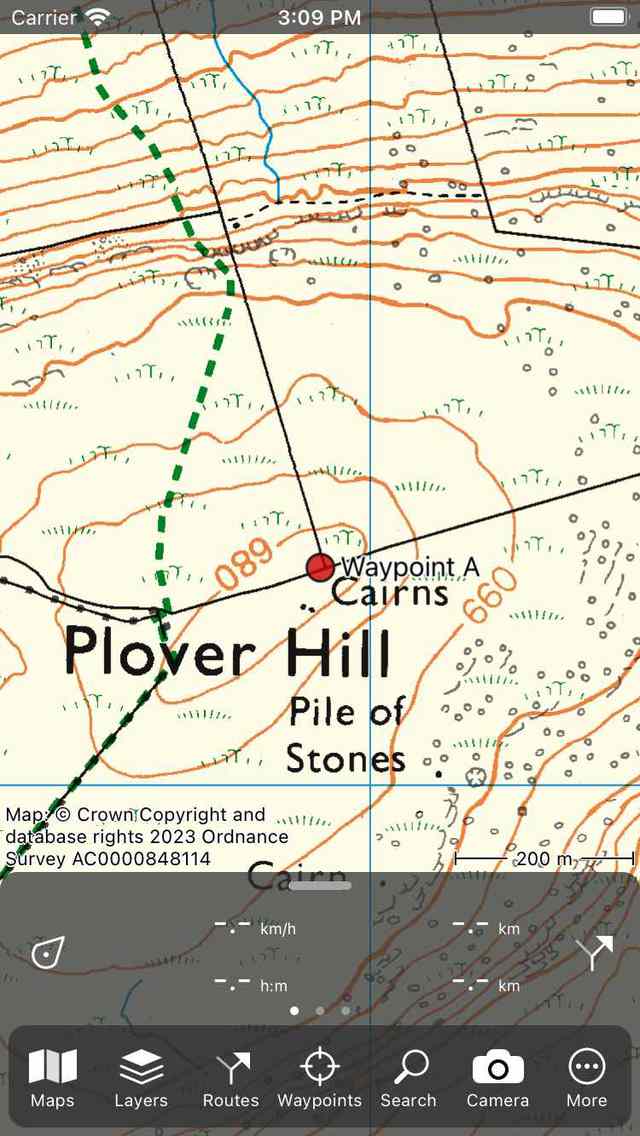 Carrier
3:09 PM
680
Waypoint A
Cairns
660
Plover Hill
Pile of
Stones
Map: © Crown Copyright and
database rights 2023 Ordnance
Survey AC0000848114
200 m
Cairn
-.- km/h
-.- km
-.- h:m
-.- km
Maps
Layers
Routes
Waypoints
Search
Camera
More